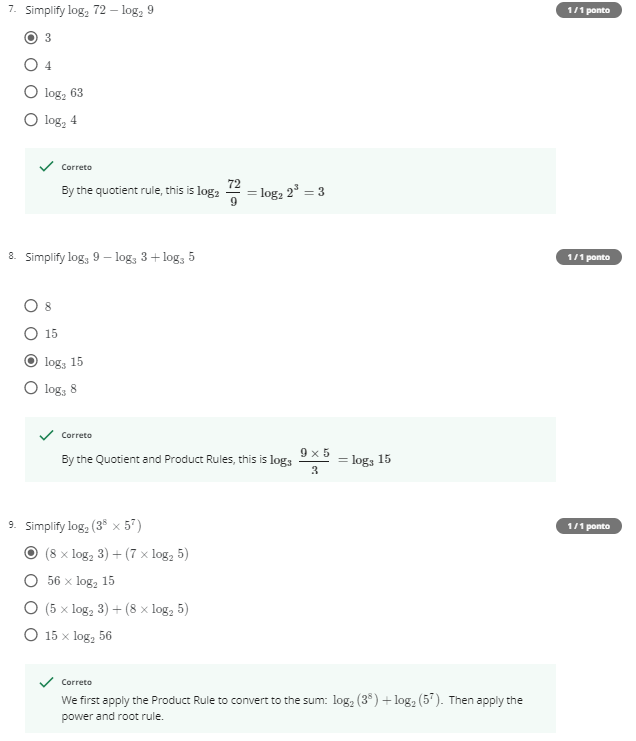 7. Simplify log₂ 72 − log₂ 9
1 / 1 ponto
3
4
log₂ 63
log₂ 4
Correto
By the quotient rule, this is log₂ 72/9 = log₂ 2³ = 3
8. Simplify log₃ 9 − log₃ 3 + log₃ 5
1 / 1 ponto
8
15
log₃ 15
log₃ 8
Correto
By the Quotient and Product Rules, this is log₃ (9 × 5)/3 = log₃ 15
9. Simplify log₂ (3⁸ × 5⁷)
1 / 1 ponto
(8 × log₂ 3) + (7 × log₂ 5)
56 × log₂ 15
(5 × log₂ 3) + (8 × log₂ 5)
15 × log₂ 56
Correto
We first apply the Product Rule to convert to the sum: log₂ (3⁸) + log₂ (5⁷). Then apply the
power and root rule.